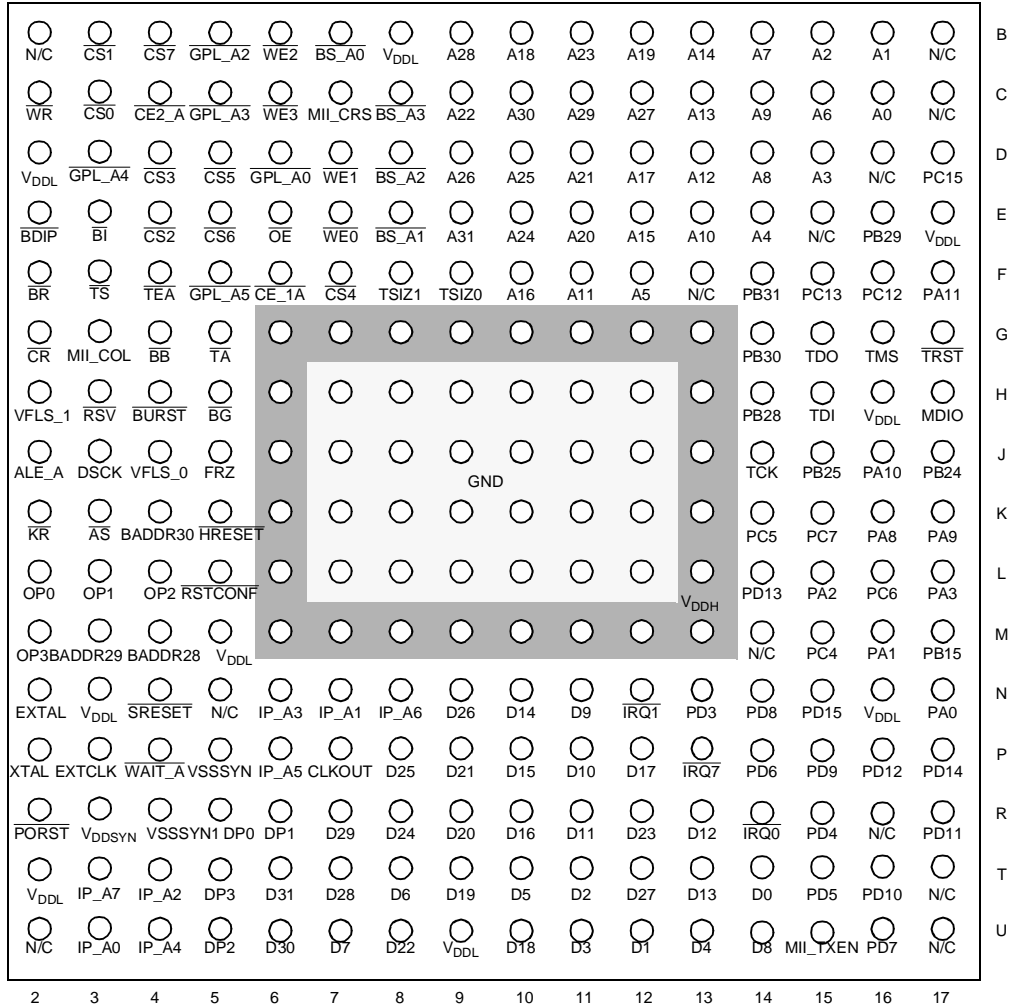 B
N/C CS1 CS7 GPL_A2 WE2 BS_A0 VDDL A28 A18 A23 A19 A14 A7 A2 A1 N/C
C
WR CS0 CE2_A GPL_A3 WE3 MII_CRS BS_A3 A22 A30 A29 A27 A13 A9 A6 A0 N/C
D
VDDL GPL_A4 CS3 CS5 GPL_A0 WE1 BS_A2 A26 A25 A21 A17 A12 A8 A3 N/C PC15
E
BDIP BI CS2 CS6 OE WE0 BS_A1 A31 A24 A20 A15 A10 A4 N/C PB29 VDDL
F
BR TS TEA GPL_A5 CE_1A CS4 TSIZ1 TSIZ0 A16 A11 A5 N/C PB31 PC13 PC12 PA11
G
CR MII_COL BB TA PB30 TDO TMS TRST
H
VFLS_1 RSV BURST BG PB28 TDI VDDL MDIO
J
ALE_A DSCK VFLS_0 FRZ TCK PB25 PA10 PB24
GND
K
KR AS BADDR30 HRESET PC5 PC7 PA8 PA9
L
OP0 OP1 OP2 RSTCONF PD13 PA2 PC6 PA3
VDDH
M
OP3BADDR29 BADDR28 VDDL N/C PC4 PA1 PB15
N
EXTAL VDDL SRESET N/C IP_A3 IP_A1 IP_A6 D26 D14 D9 IRQ1 PD3 PD8 PD15 VDDL PA0
P
XTAL EXTCLK WAIT_A VSSSYN IP_A5 CLKOUT D25 D21 D15 D10 D17 IRQ7 PD6 PD9 PD12 PD14
R
PORST VDDSYN VSSSYN1 DP0 DP1 D29 D24 D20 D16 D11 D23 D12 IRQ0 PD4 N/C PD11
T
VDDL IP_A7 IP_A2 DP3 D31 D28 D6 D19 D5 D2 D27 D13 D0 PD5 PD10 N/C
U
N/C IP_A0 IP_A4 DP2 D30 D7 D22 VDDL D18 D3 D1 D4 D8 MII_TXEN PD7 N/C
2 3 4 5 6 7 8 9 10 11 12 13 14 15 16 17